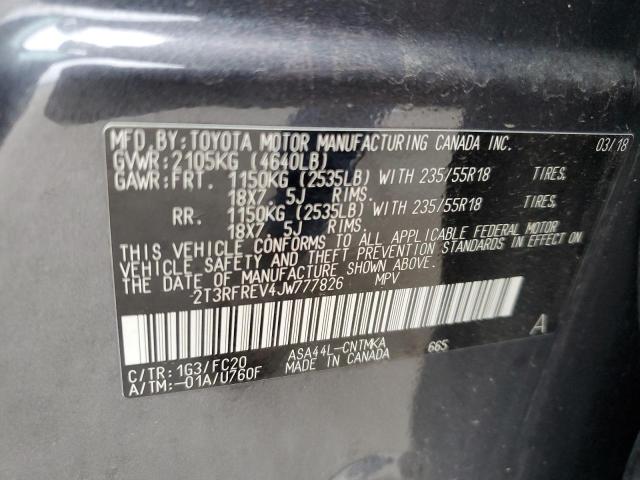 MFD. BY: TOYOTA MOTOR MANUFACTURING CANADA INC. 03/18
GVWR: 2105KG (4640LB)
GAWR: FRT. 1150KG (2535LB) WITH 235/55R18 TIRES,
18X7. 5J RIMS.
RR. 1150KG (2535LB) WITH 235/55R18 TIRES,
18X7. 5J RIMS.
THIS VEHICLE CONFORMS TO ALL APPLICABLE FEDERAL MOTOR
VEHICLE SAFETY AND THEFT PREVENTION STANDARDS IN EFFECT ON
THE DATE OF MANUFACTURE SHOWN ABOVE.
2T3RFREV4JW777826 MPV
A
C/TR: 1G3/FC20 ASA44L-CNTMKA 665
A/TM:-01A/U760F MADE IN CANADA